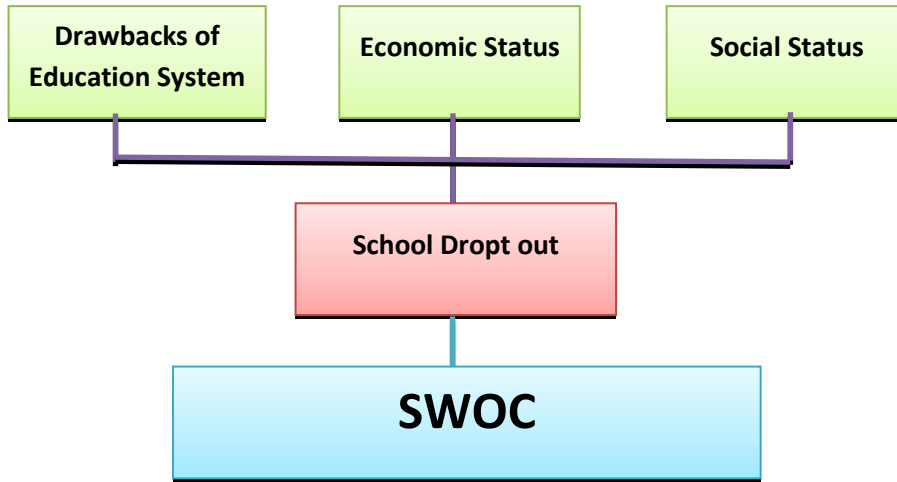 Drawbacks of
Education System
Economic Status
Social Status
School Dropt out
SWOC